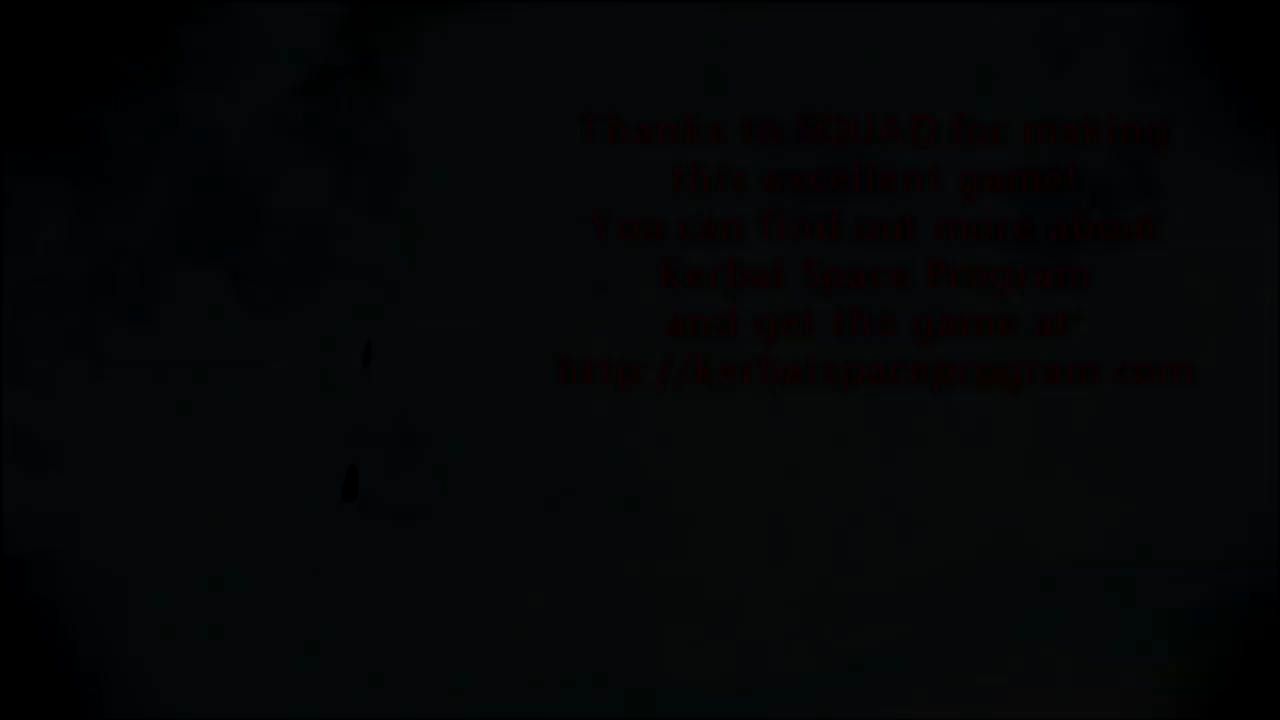 Thanks to SQUAD for making
this excellent game!
You can find out more about
Kerbal Space Program
and get the game at
http://kerbalspaceprogram.com